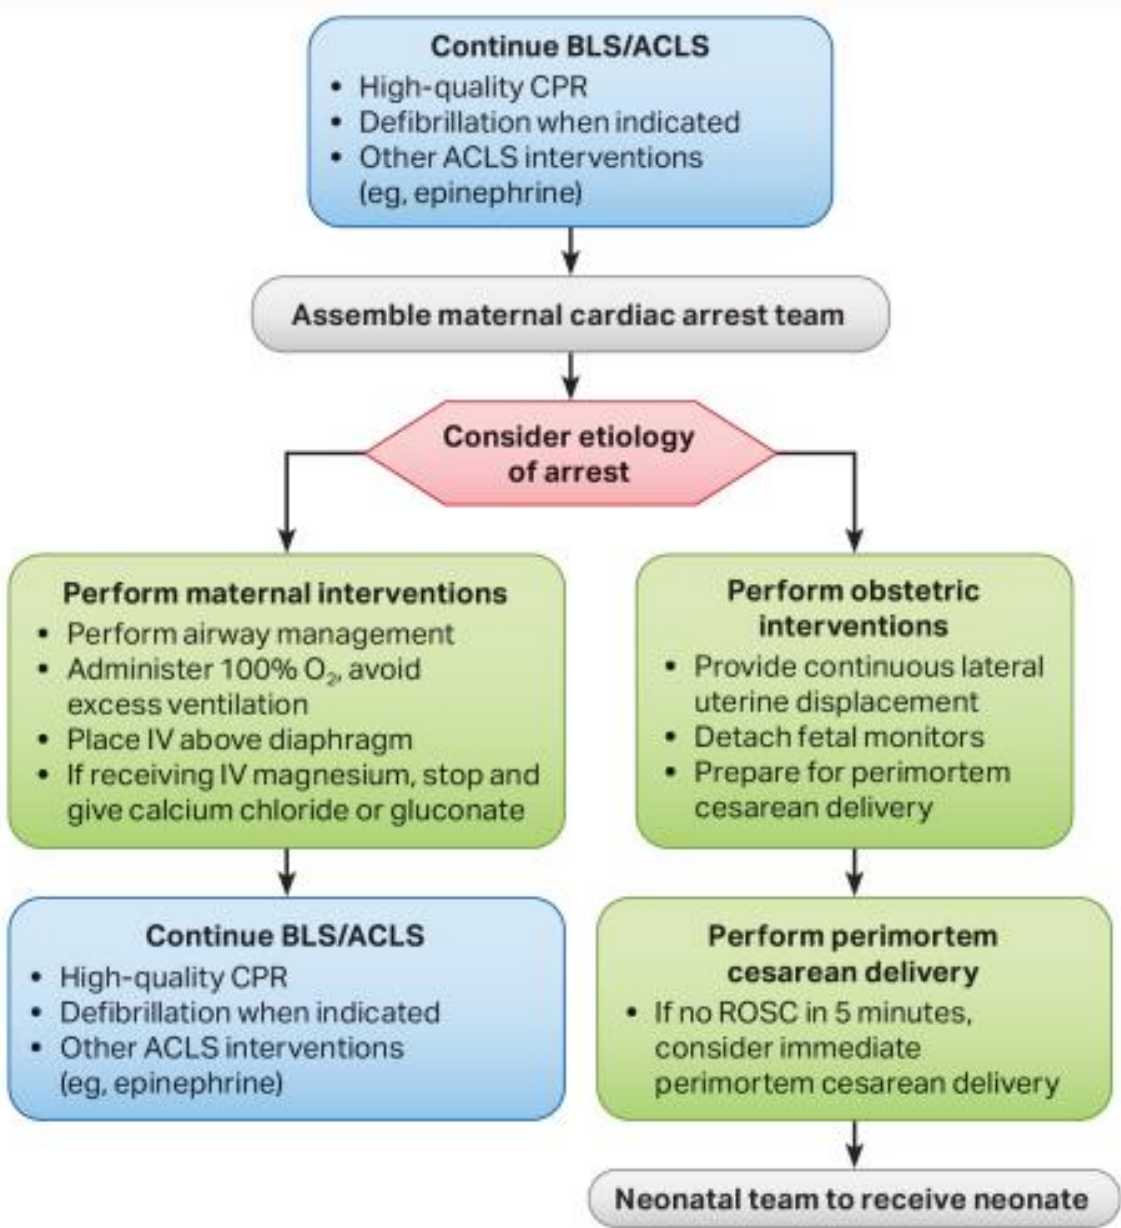 Continue BLS/ACLS
• High-quality CPR
• Defibrillation when indicated
• Other ACLS interventions
(eg, epinephrine)
Assemble maternal cardiac arrest team
Consider etiology
of arrest
Perform maternal interventions
• Perform airway management
• Administer 100% O₂, avoid
excess ventilation
• Place IV above diaphragm
• If receiving IV magnesium, stop and
give calcium chloride or gluconate
Continue BLS/ACLS
• High-quality CPR
• Defibrillation when indicated
• Other ACLS interventions
(eg, epinephrine)
Perform obstetric
interventions
• Provide continuous lateral
uterine displacement
• Detach fetal monitors
• Prepare for perimortem
cesarean delivery
Perform perimortem
cesarean delivery
• If no ROSC in 5 minutes,
consider immediate
perimortem cesarean delivery
Neonatal team to receive neonate